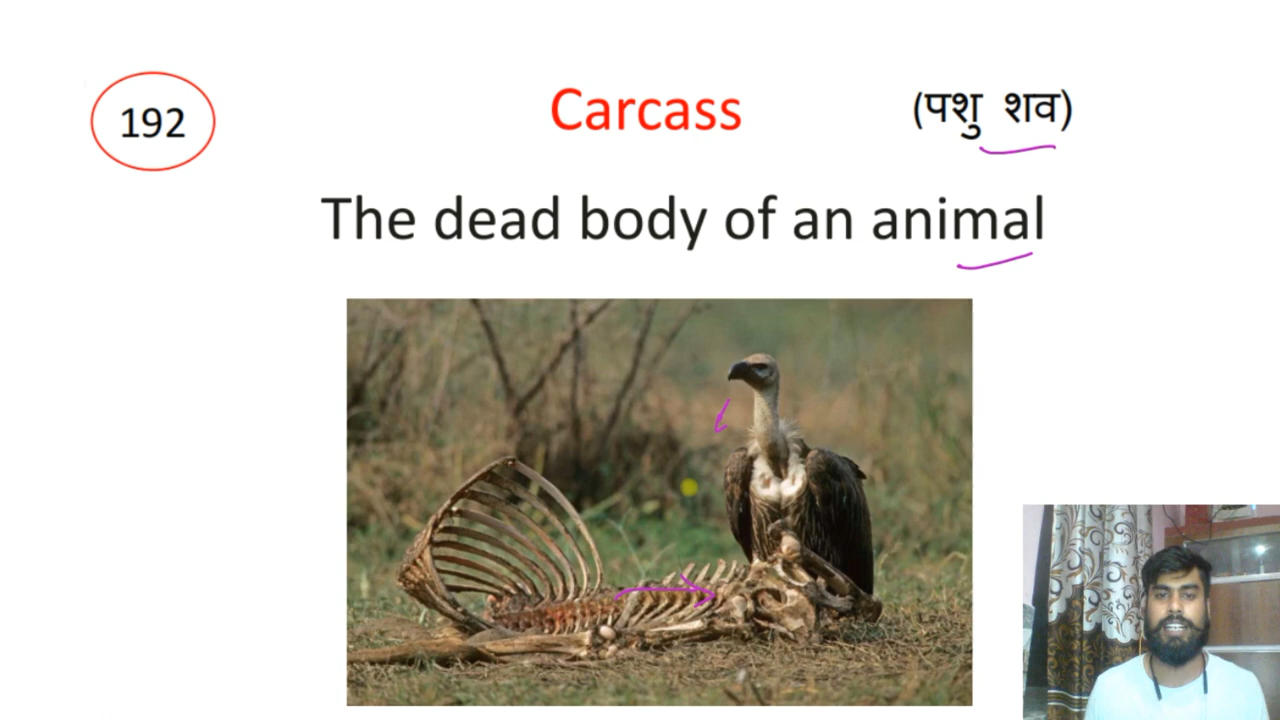 192 Carcass (पशु शव)
The dead body of an animal